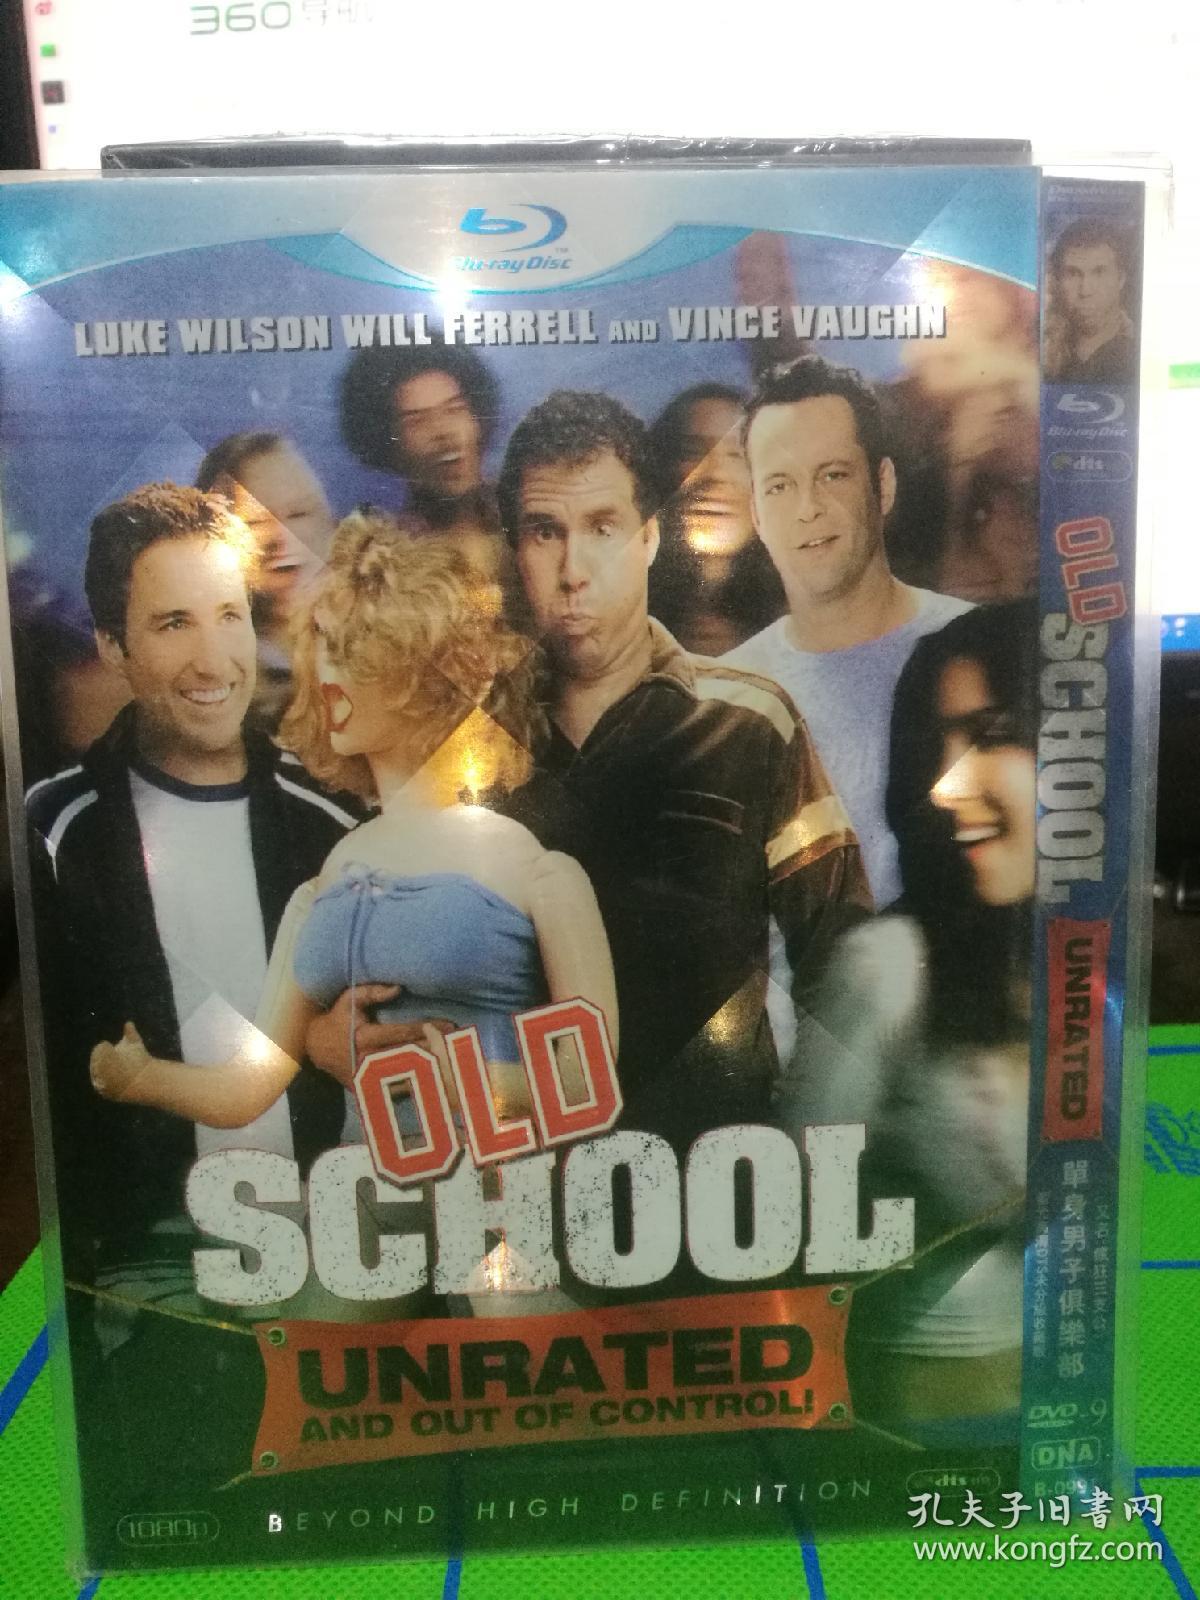 360导航
Blu-ray Disc
LUKE WILSON WILL FERRELL AND VINCE VAUGHN
OLD
SCHOOL
UNRATED
AND OUT OF CONTROL!
BEYOND HIGH DEFINITION
1080p
dts
Blu-ray Disc
dts
OLD
SCHOOL
UNRATED
單身男子俱樂部
DVD-9
DNA
孔夫子旧书网
www.kongfz.com